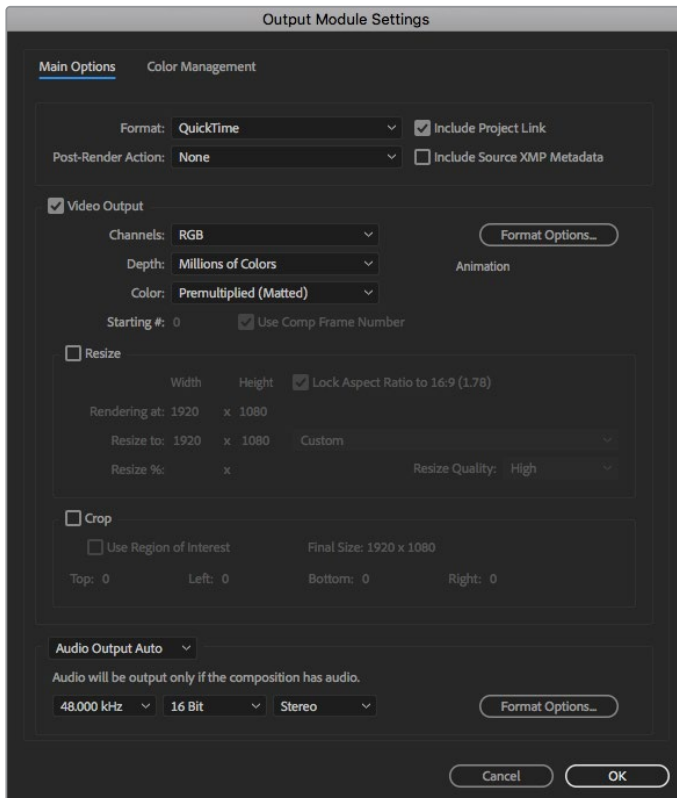 Output Module Settings
Main Options Color Management
Format: QuickTime Include Project Link
Post-Render Action: None Include Source XMP Metadata
Video Output
Channels: RGB Format Options...
Depth: Millions of Colors Animation
Color: Premultiplied (Matted)
Starting #: 0 Use Comp Frame Number
Resize
Width Height Lock Aspect Ratio to 16:9 (1.78)
Rendering at: 1920 x 1080
Resize to: 1920 x 1080 Custom
Resize %: x Resize Quality: High
Crop
Use Region of Interest Final Size: 1920 x 1080
Top: 0 Left: 0 Bottom: 0 Right: 0
Audio Output Auto
Audio will be output only if the composition has audio.
48.000 kHz 16 Bit Stereo Format Options...
Cancel OK